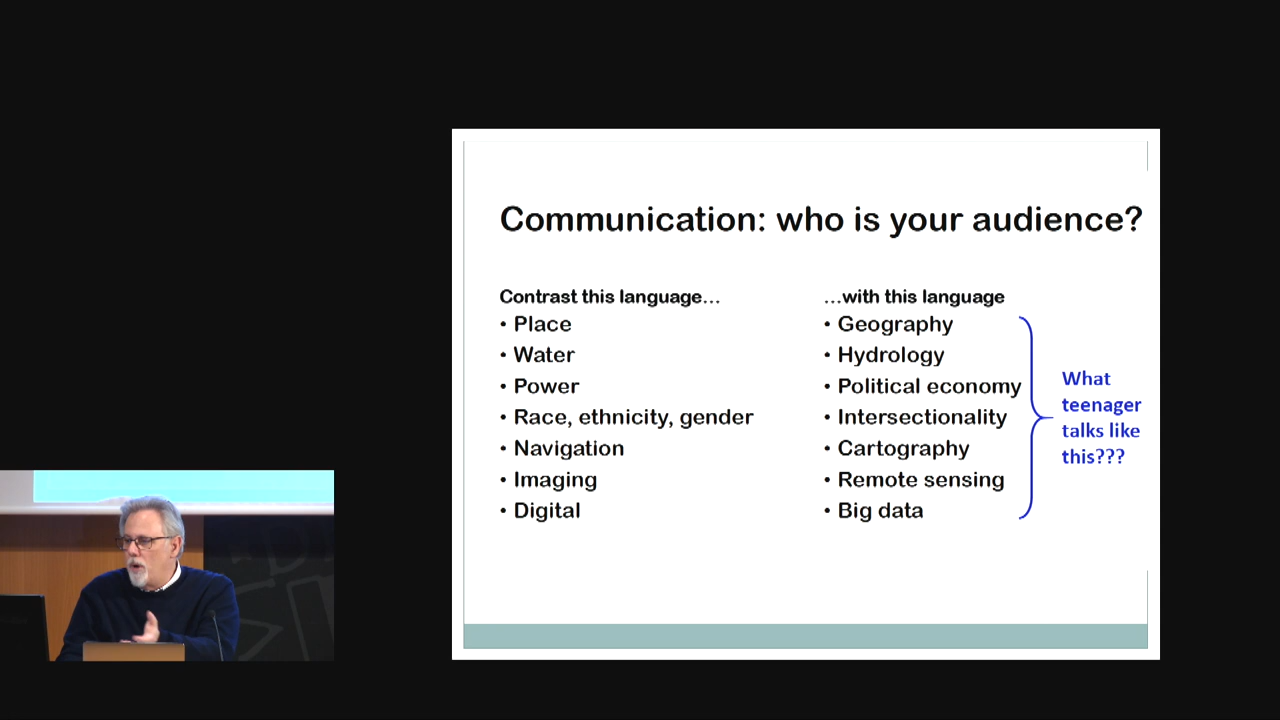 Communication: who is your audience?
Contrast this language...
• Place
• Water
• Power
• Race, ethnicity, gender
• Navigation
• Imaging
• Digital
...with this language
• Geography
• Hydrology
• Political economy
• Intersectionality
• Cartography
• Remote sensing
• Big data
What
teenager
talks like
this???